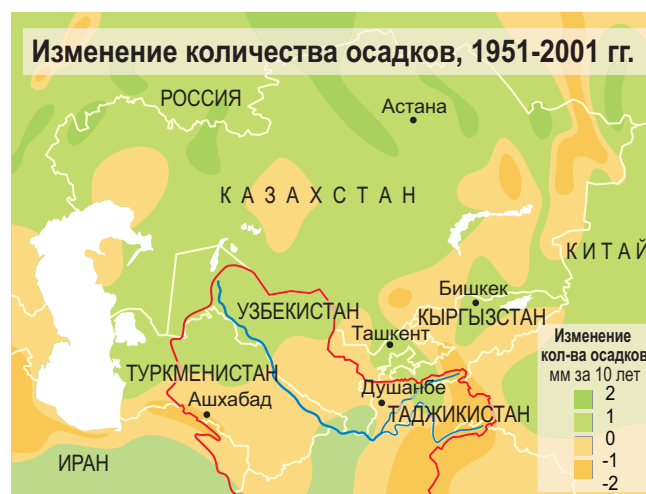 Изменение количества осадков, 1951-2001 гг.
РОССИЯ
Астана
КАЗАХСТАН
КИТАЙ
Бишкек
УЗБЕКИСТАН
КЫРГЫЗСТАН
Ташкент
ТУРКМЕНИСТАН
Душанбе
Ашхабад
ТАДЖИКИСТАН
ИРАН
Изменение
кол-ва осадков
мм за 10 лет
2
1
0
-1
-2